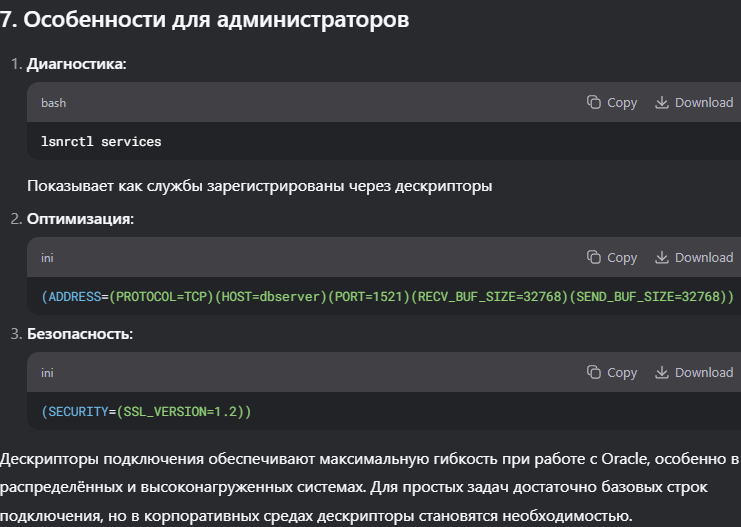 7. Особенности для администраторов
1. Диагностика:
bash Copy Download
lsnrctl services
Показывает как службы зарегистрированы через дескрипторы
2. Оптимизация:
ini Copy Download
(ADDRESS=(PROTOCOL=TCP)(HOST=dbserver)(PORT=1521)(RECV_BUF_SIZE=32768)(SEND_BUF_SIZE=32768))
3. Безопасность:
ini Copy Download
(SECURITY=(SSL_VERSION=1.2))
Дескрипторы подключения обеспечивают максимальную гибкость при работе с Oracle, особенно в
распределённых и высоконагруженных системах. Для простых задач достаточно базовых строк
подключения, но в корпоративных средах дескрипторы становятся необходимостью.